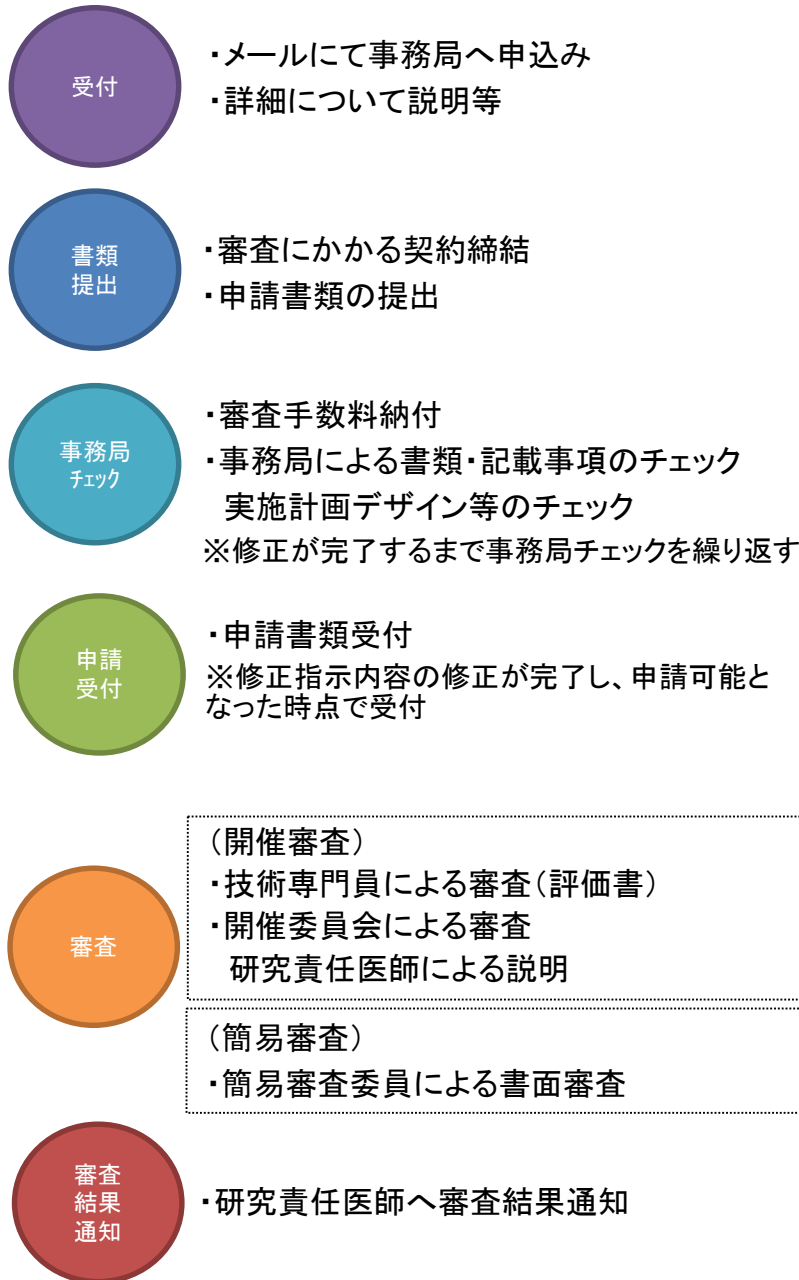 受付
・メールにて事務局へ申込み
・詳細について説明等
書類
提出
・審査にかかる契約締結
・申請書類の提出
事務局
ﾁｪｯｸ
・審査手数料納付
・事務局による書類・記載事項のチェック
実施計画デザイン等のチェック
※修正が完了するまで事務局チェックを繰り返す
申請
受付
・申請書類受付
※修正指示内容の修正が完了し、申請可能と
なった時点で受付
審査
（開催審査）
・技術専門員による審査（評価書）
・開催委員会による審査
研究責任医師による説明
（簡易審査）
・簡易審査委員による書面審査
審査
結果
通知
・研究責任医師へ審査結果通知